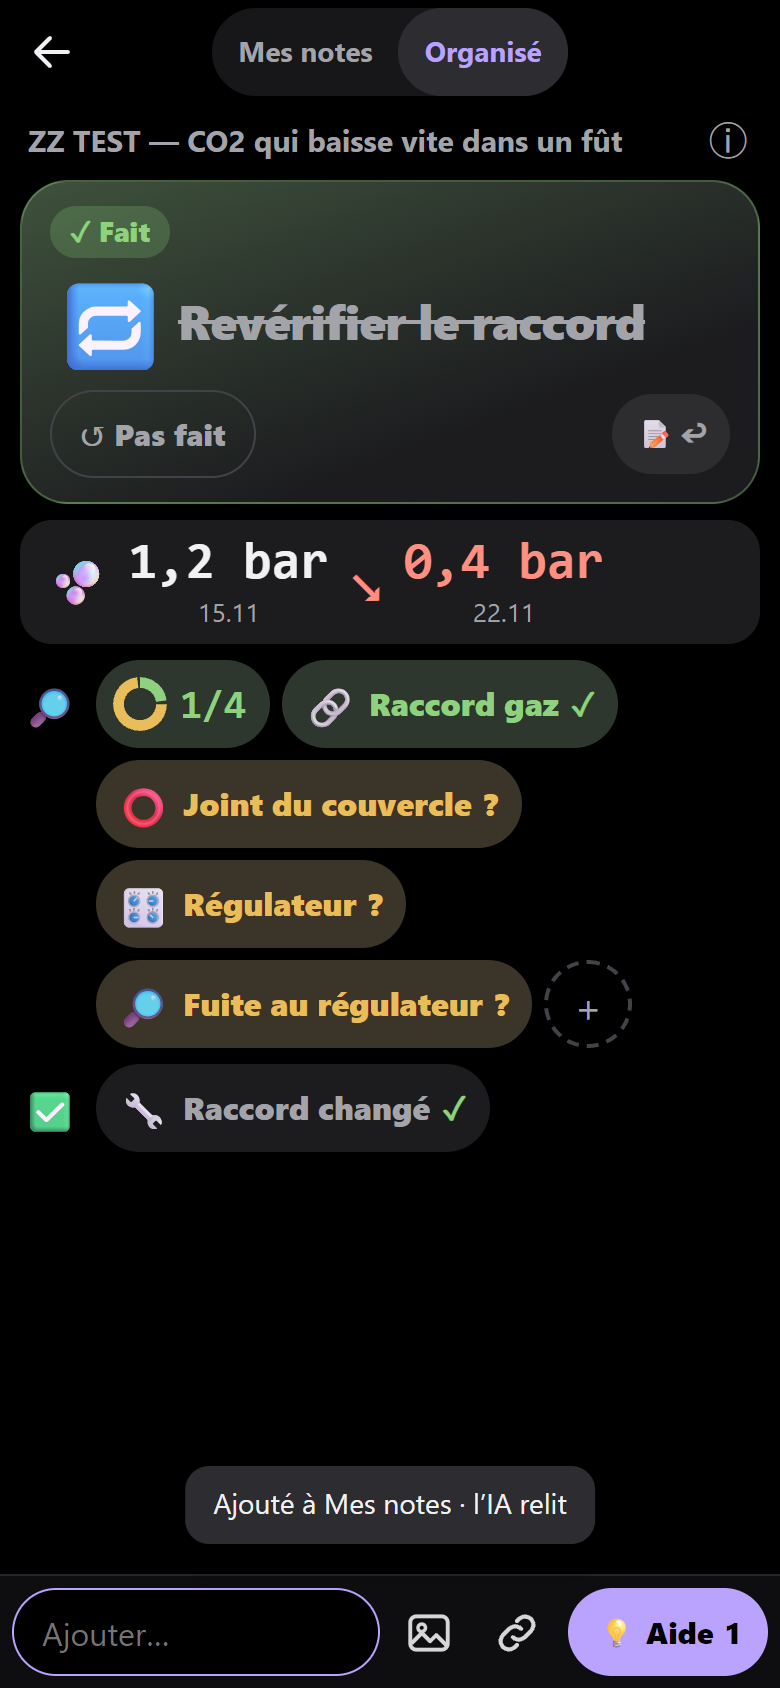 Mes notes
Organisé
ZZ TEST — CO2 qui baisse vite dans un fût
✓ Fait
Revérifier le raccord
↺ Pas fait
1,2 bar ↘ 0,4 bar
15.11 22.11
1/4
Raccord gaz ✓
Joint du couvercle ?
Régulateur ?
Fuite au régulateur ?
+
Raccord changé ✓
Ajouté à Mes notes · l’IA relit
Ajouter...
Aide 1